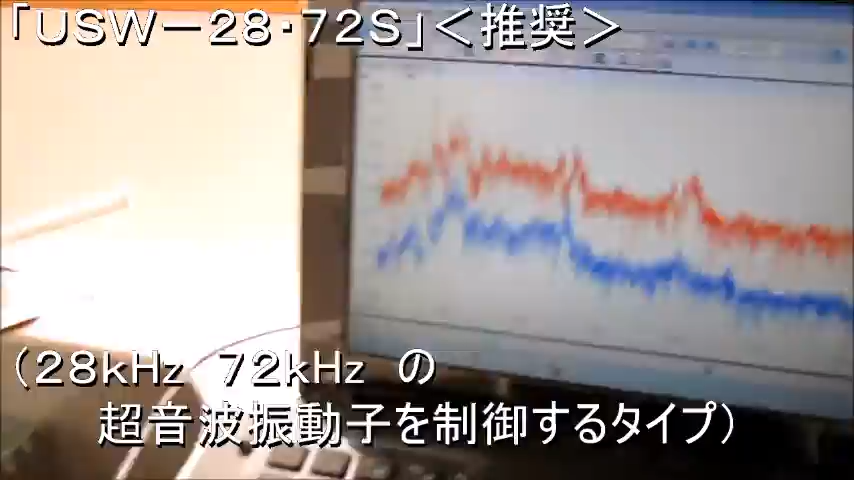 「ＵＳＷ－２８・７２Ｓ」＜推奨＞
（２８ｋＨｚ　７２ｋＨｚ　の
超音波振動子を制御するタイプ）